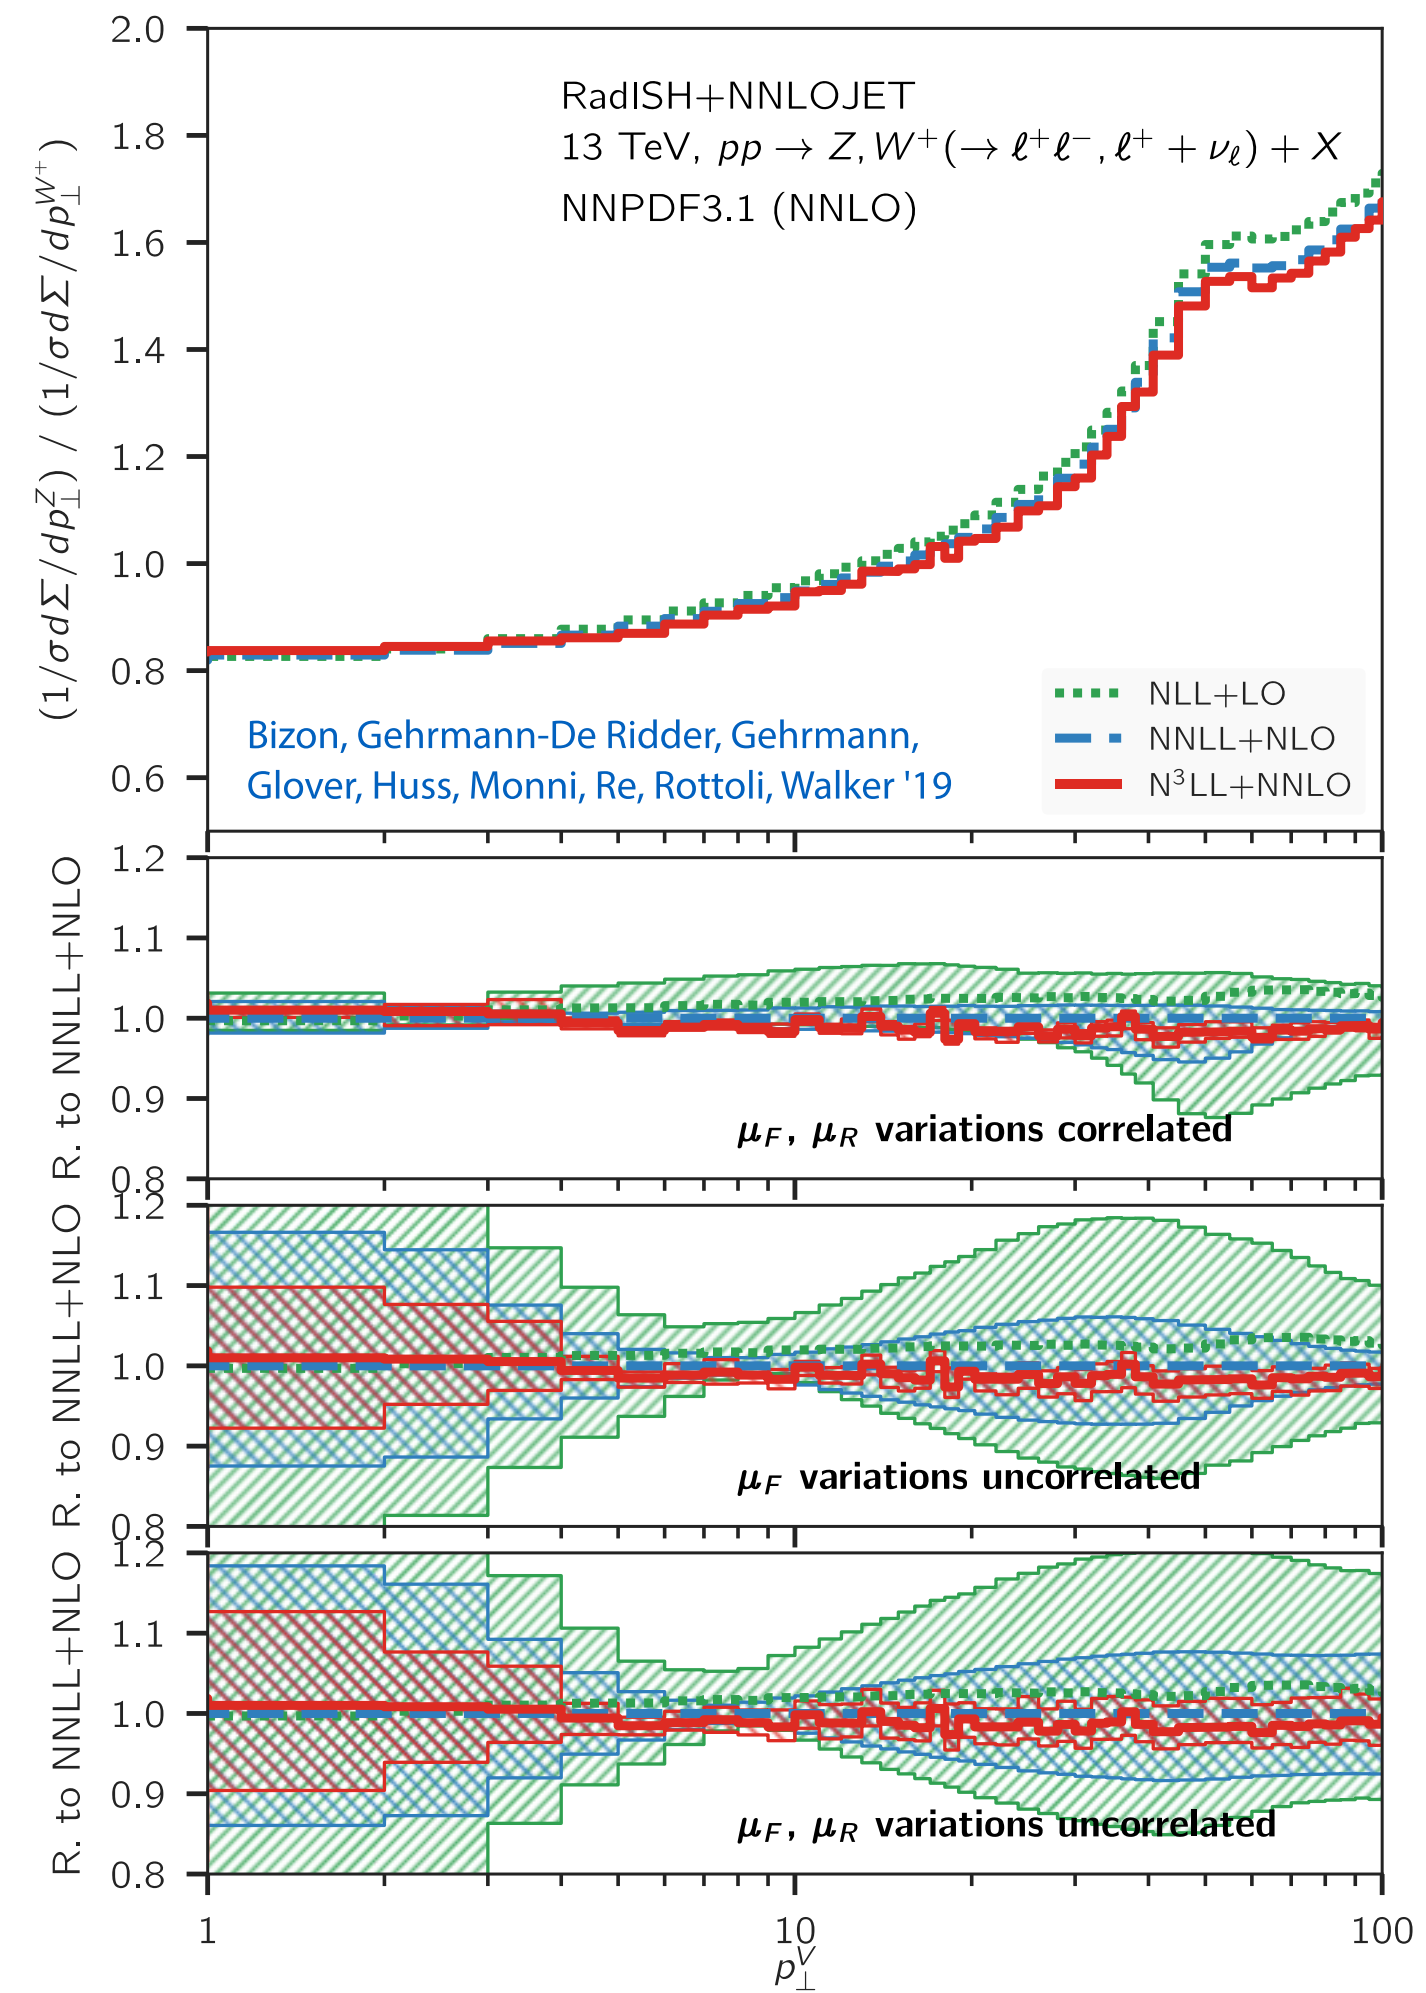 2.0
1.8
1.6
1.4
1.2
1.0
0.8
0.6
(1/σdΣ/dp⊥^Z) / (1/σdΣ/dp⊥^{W⁺})
RadISH+NNLOJET
13 TeV, pp → Z, W⁺(→ ℓ⁺ℓ⁻, ℓ⁺ + νℓ) + X
NNPDF3.1 (NNLO)
Bizon, Gehrmann-De Ridder, Gehrmann,
Glover, Huss, Monni, Re, Rottoli, Walker '19
NLL+LO
NNLL+NLO
N³LL+NNLO
R. to NNLL+NLO
1.2
1.1
1.0
0.9
0.8
μF, μR variations correlated
R. to NNLL+NLO
1.2
1.1
1.0
0.9
0.8
μF variations uncorrelated
R. to NNLL+NLO
1.2
1.1
1.0
0.9
0.8
μF, μR variations uncorrelated
1
10
100
p⊥^V